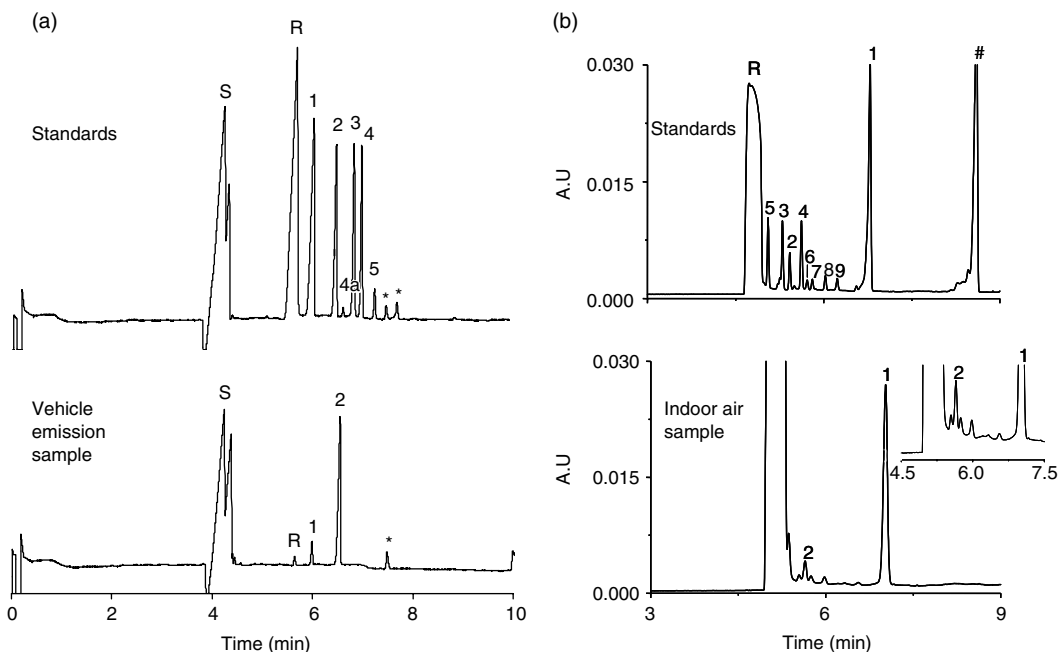 (a)
Standards
S
R
1
2
3
4
4a
5
*
*
Vehicle
emission
sample
S
R
1
2
*
0
2
4
6
8
10
Time (min)
(b)
0.030
0.015
0.000
A.U
Standards
R
5
3
2
4
6
7
8
9
1
#
0.030
0.015
0.000
A.U
Indoor air
sample
2
1
2
1
4.5
6.0
7.5
3
6
9
Time (min)